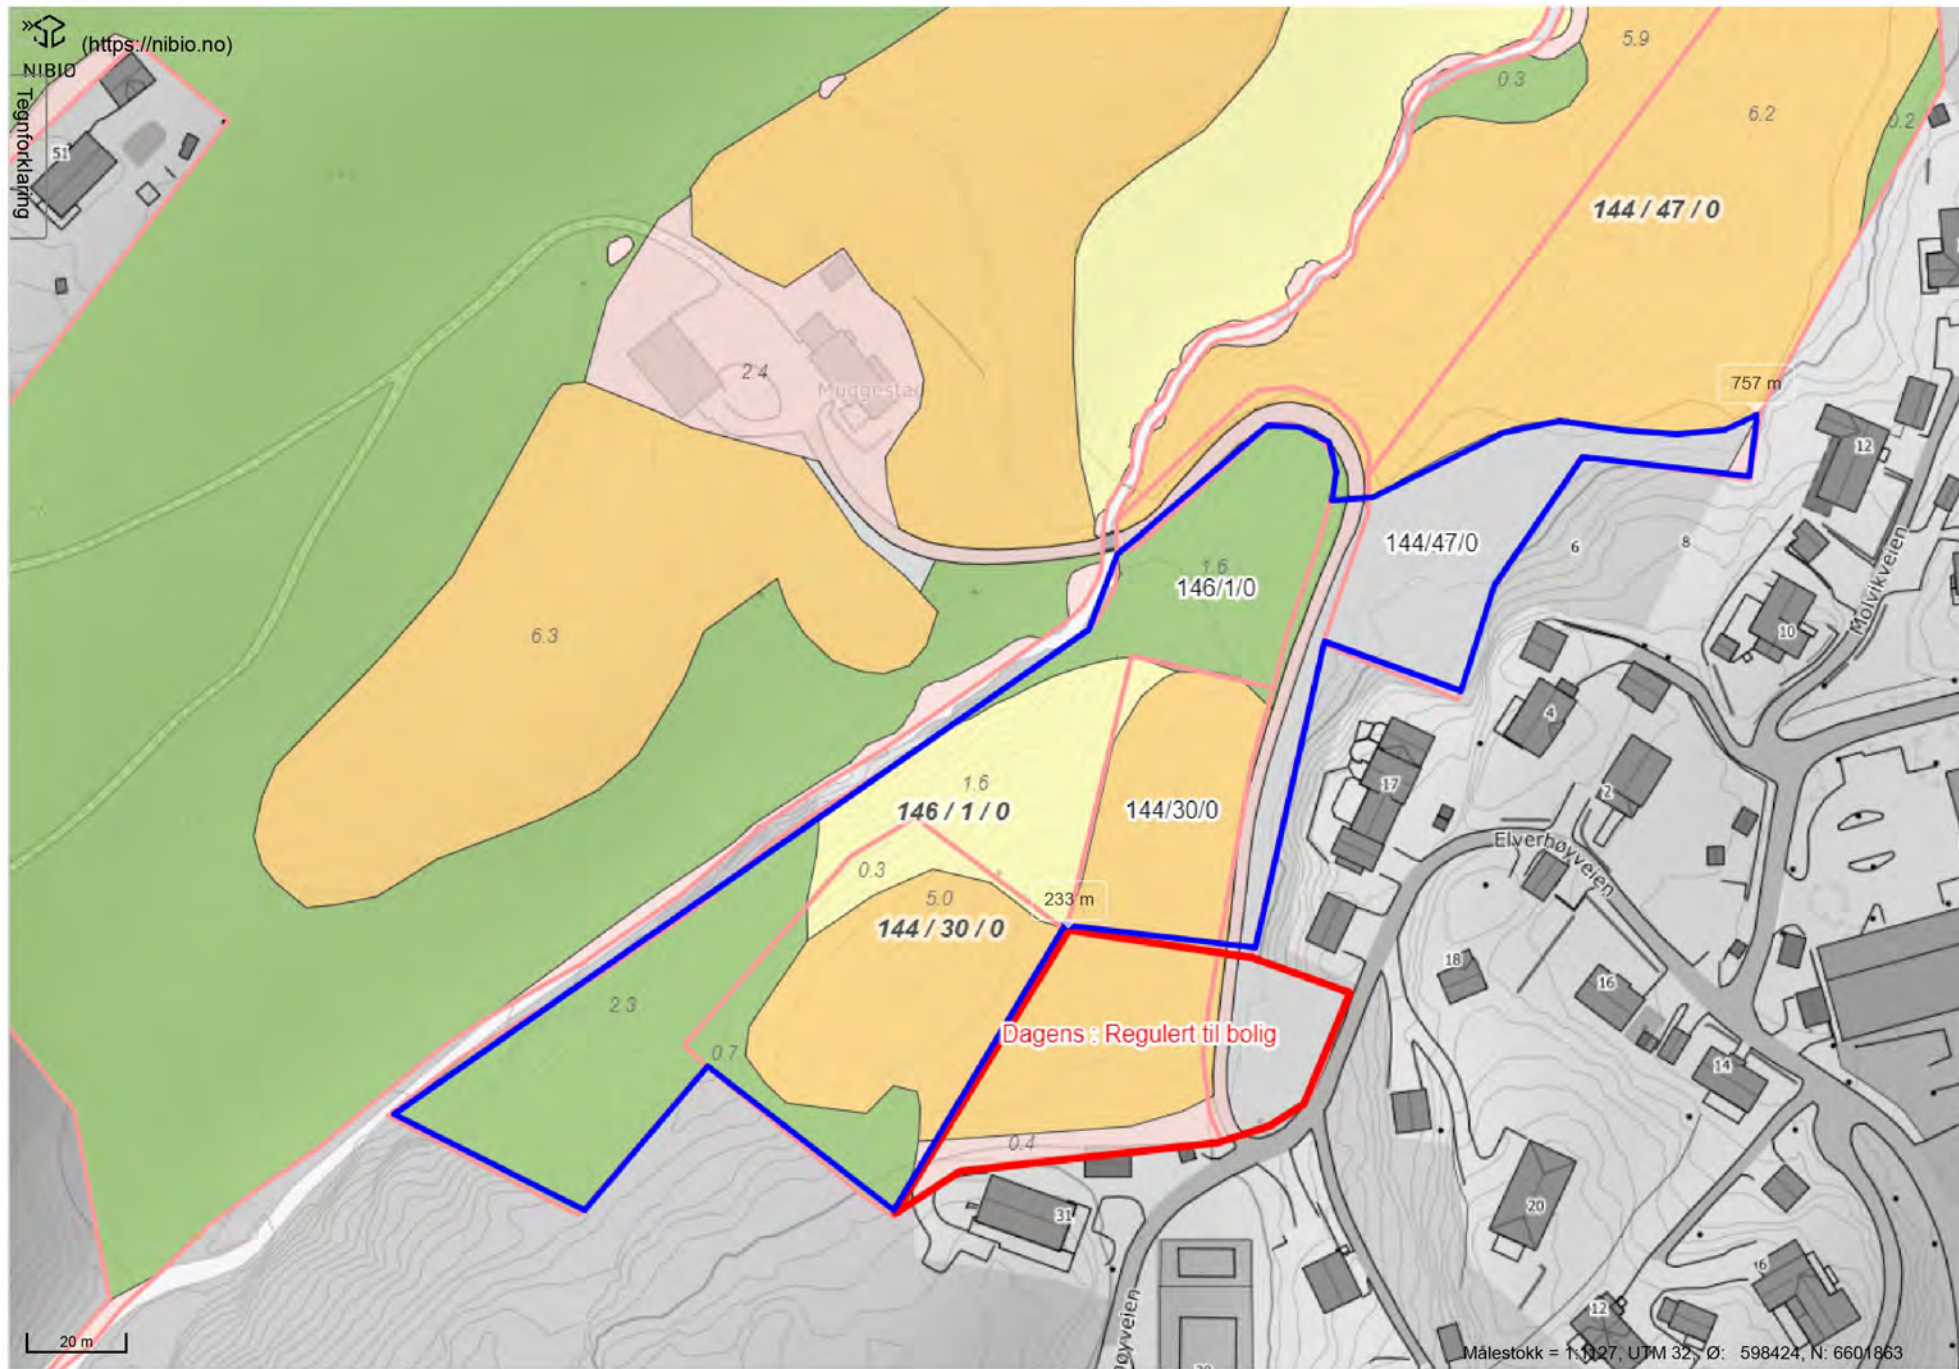 »
(https://nibio.no)
NIBIO
Tegnforklaring
51
5.9
0.3
6.2
0.2
144 / 47 / 0
2.4
Muggestad
757 m
12
144/47/0
6
8
1.6
146/1/0
Molvikveien
10
6.3
4
17
2
1.6
146 / 1 / 0
144/30/0
Elverhøyveien
0.3
5.0
233 m
144 / 30 / 0
18
16
2.3
Dagens : Regulert til bolig
0.7
14
0.4
31
20
12
20 m
Målestokk = 1:1127, UTM 32, Ø: 598424, N: 6601863